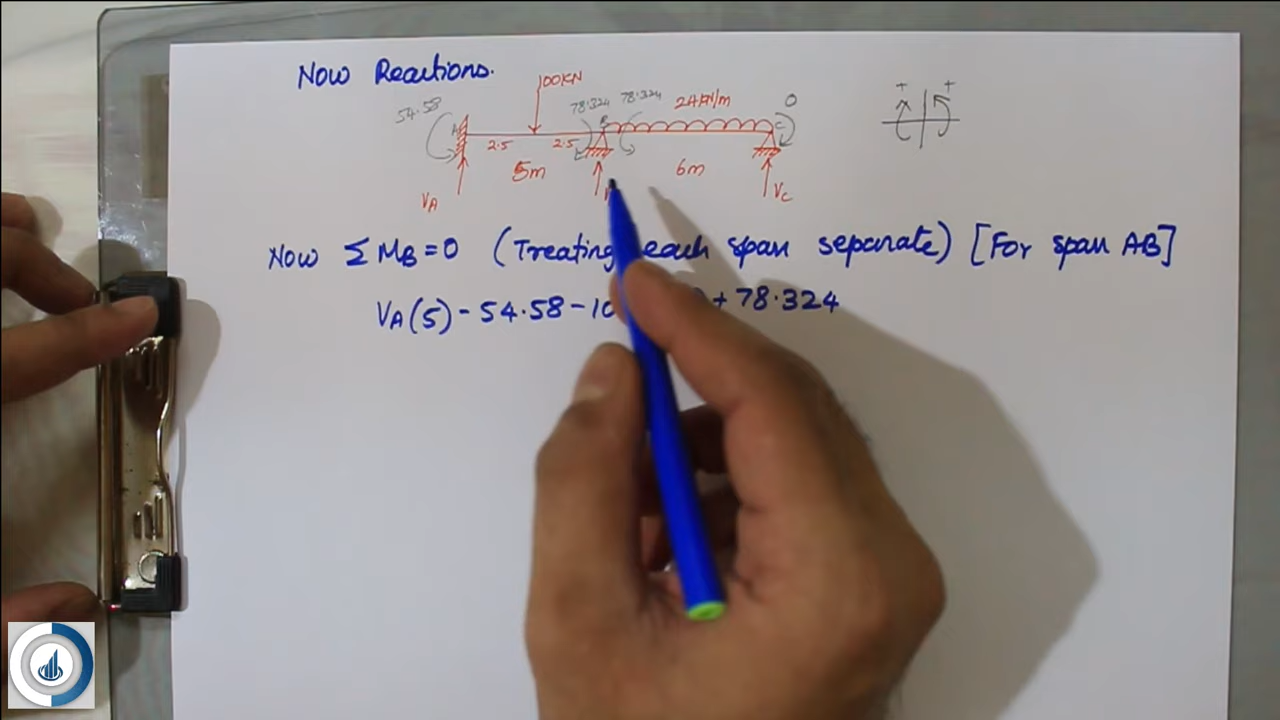 Now Reactions.
100KN
54.58
78.324 78.324
24KN/m
0
+ +
A
B
C
2.5 2.5
5m
6m
VA
VC
Now ΣMB=0 (Treating each span separate) [For span AB]
VA(5) - 54.58 - 10 + 78.324